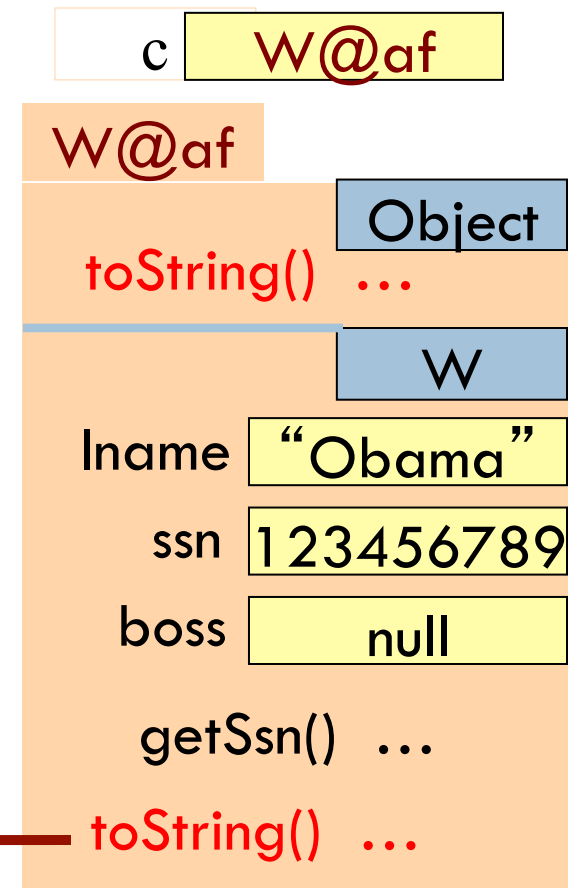 c W@af
W@af
Object
toString() …
W
lname “Obama”
ssn 123456789
boss null
getSsn() …
toString() …